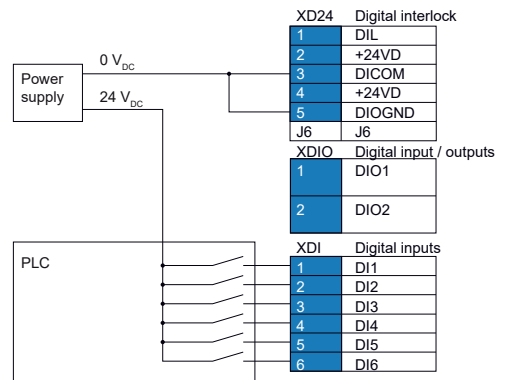 XD24 Digital interlock
1 DIL
2 +24VD
3 DICOM
4 +24VD
5 DIOGND
J6 J6
0 VDC
Power
supply
24 VDC
XDIO Digital input / outputs
1 DIO1
2 DIO2
PLC
XDI Digital inputs
1 DI1
2 DI2
3 DI3
4 DI4
5 DI5
6 DI6